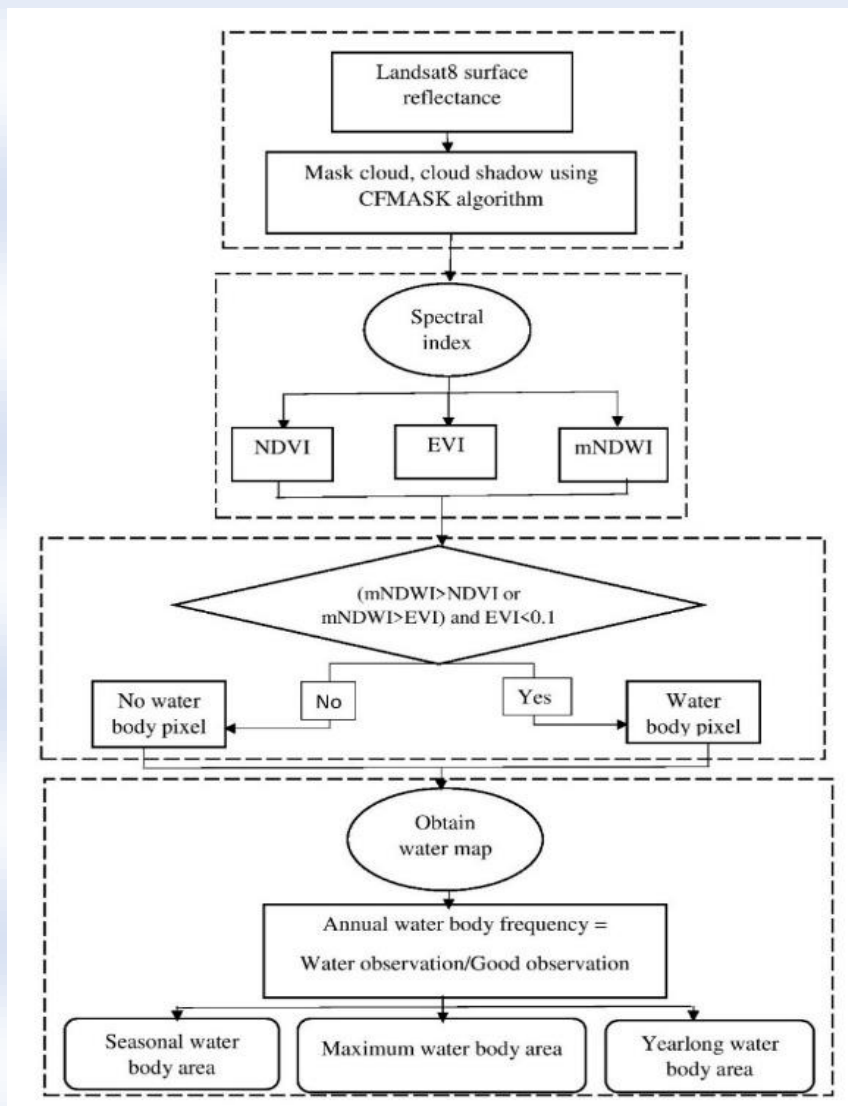 Landsat8 surface
reflectance
Mask cloud, cloud shadow using
CFMASK algorithm
Spectral
index
NDVI
EVI
mNDWI
(mNDWI>NDVI or
mNDWI>EVI) and EVI<0.1
No water
body pixel
No
Yes
Water
body pixel
Obtain
water map
Annual water body frequency =
Water observation/Good observation
Seasonal water
body area
Maximum water body area
Yearlong water
body area